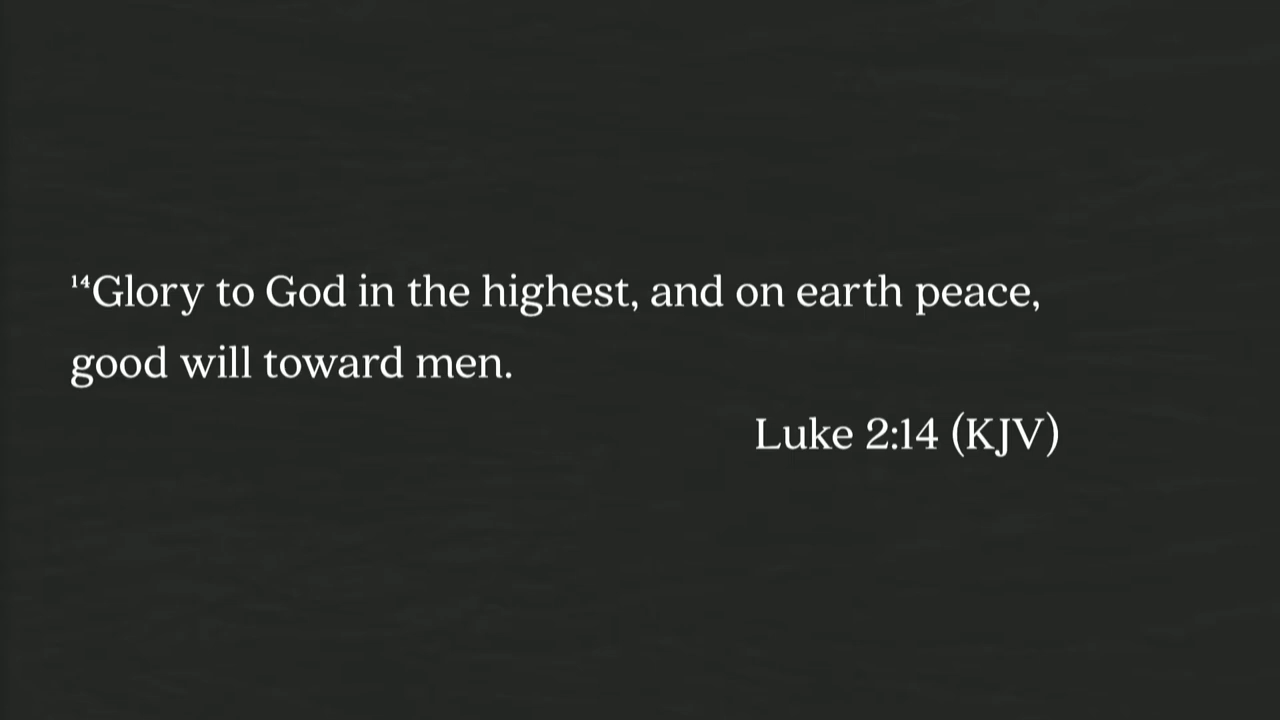 ¹⁴Glory to God in the highest, and on earth peace,
good will toward men.
Luke 2:14 (KJV)